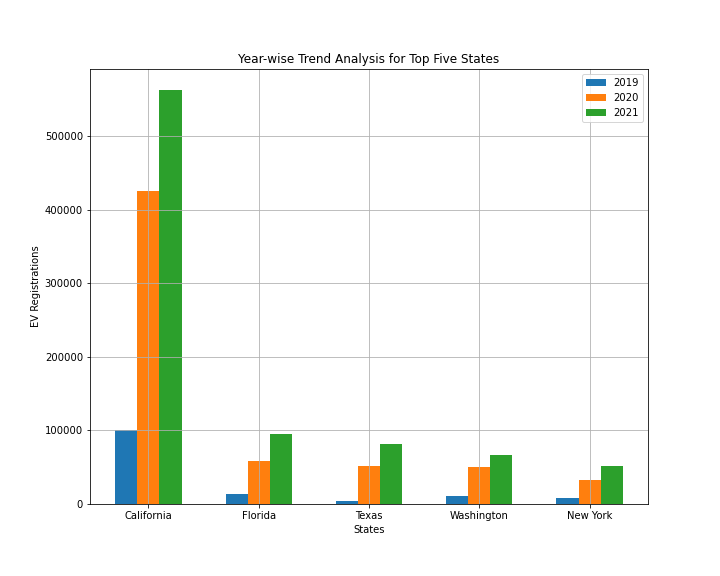 Year-wise Trend Analysis for Top Five States
2019
2020
2021
500000
400000
300000
200000
100000
0
EV Registrations
California
Florida
Texas
Washington
New York
States